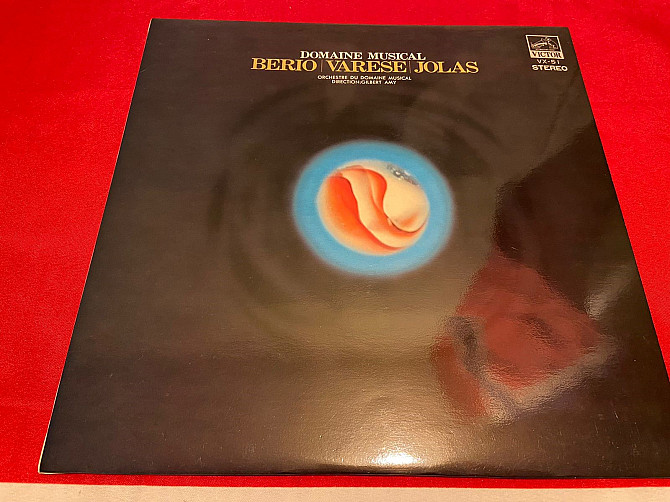 DOMAINE MUSICAL
BERIO | VARESE | JOLAS
ORCHESTRE DU DOMAINE MUSICAL
DIRECTION:GILBERT AMY
VICTOR
VX-51
STEREO